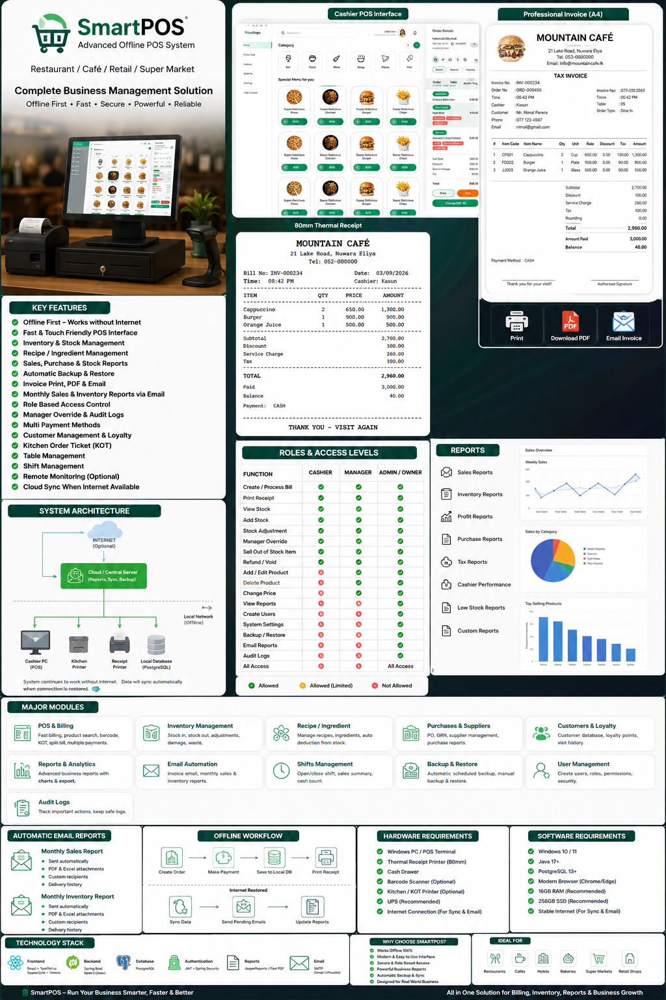 SmartPOS
Advanced Offline POS System
Restaurant / Café / Retail / Super Market
Complete Business Management Solution
Offline First • Fast • Secure • Powerful • Reliable
KEY FEATURES
Offline First – Works without Internet
Fast & Touch Friendly POS Interface
Inventory & Stock Management
Recipe / Ingredient Management
Sales, Purchase & Stock Reports
Automatic Backup & Restore
Invoice Print, PDF & Email
Monthly Sales & Inventory Reports via Email
Role Based Access Control
Manager Override & Audit Logs
Multi Payment Methods
Customer Management & Loyalty
Kitchen Order Ticket (KOT)
Table Management
Shift Management
Remote Monitoring (Optional)
Cloud Sync When Internet Available
SYSTEM ARCHITECTURE
INTERNET
(Optional)
Cloud / Central Server
(Reports, Sync, Backup)
Local Network
(Offline)
Cashier PC
(POS)
Kitchen
Printer
Receipt
Printer
Local Database
(PostgreSQL)
System continues to work without Internet. Data will sync automatically
when connection is restored.
Cashier POS Interface
Category
Special Menu for you
Order Details
Total
Print
80mm Thermal Receipt
MOUNTAIN CAFÉ
21 Lake Road, Nuwara Eliya
Tel: 052-000000
Bill No: INV-000234 Date: 03/09/2026
Time: 08:42 PM Cashier: Kasun
ITEM QTY PRICE AMOUNT
Cappuccino 2 650.00 1,300.00
Burger 1 900.00 900.00
Orange Juice 1 500.00 500.00
Subtotal 2,700.00
Discount 100.00
Service Charge 260.00
Tax 100.00
TOTAL 2,960.00
Paid 3,000.00
Balance 40.00
Payment: CASH
THANK YOU - VISIT AGAIN
Professional Invoice (A4)
MOUNTAIN CAFÉ
21 Lake Road, Nuwara Elya
Tel: 052-0000000
Email: info@mountaincafe.lk
TAX INVOICE
Invoice No : INV-000234
Order No : ORD-000456
Time : 05:42 PM
Cashier : Kasun
Customer : Mr. Nimal Perera
Phone : 077 123 4567
Email : nimal@gmail.com
Time : 05:42 PM
Table : 05
Order Type : Dine In
# Item Code Item Name Qty Unit Rate Discount Tax Amount
1 CF001 Cappuccino 2 Cup 650.00 0.00 130.00 1,300.00
2 FO002 Burger 1 Plate 900.00 0.00 90.00 900.00
3 JJ003 Orange Juice 1 Glass 500.00 0.00 50.00 500.00
Subtotal 2,700.00
Discount 100.00
Service Charge 260.00
Tax 100.00
Rounding 0.00
Total 2,960.00
Amount Paid 3,000.00
Balance 40.00
Payment Method : CASH
Thank you for your visit!
Authorized Signature
Print
Download PDF
Email Invoice
ROLES & ACCESS LEVELS
FUNCTION CASHIER MANAGER ADMIN / OWNER
Create / Process Bill
Print Receipt
View Stock
Add Stock
Stock Adjustment
Manager Override
Sell Out of Stock Item
Refund / Void
Add / Edit Product
Delete Product
Change Price
View Reports
Create Users
System Settings
Backup / Restore
Email Reports
Audit Logs
All Access All Access
Allowed
Allowed (Limited)
Not Allowed
REPORTS
Sales Reports
Inventory Reports
Profit Reports
Purchase Reports
Tax Reports
Cashier Performance
Low Stock Reports
Custom Reports
Sales Overview
Weekly Sales
Sales by Category
Top Selling Products
MAJOR MODULES
POS & Billing
Fast billing, product search, barcode,
KOT, split bill, multiple payments.
Inventory Management
Stock in, stock out, adjustments,
damage, waste,
Recipe / Ingredient
Manage recipes, ingredients, auto
deduction from stock.
Purchases & Suppliers
PO, GRN, supplier management,
purchase reports.
Customers & Loyalty
Customer database, loyalty points,
visit history.
Reports & Analytics
Advanced business reports with
charts & export.
Email Automation
Invoice email, monthly sales &
inventory reports.
Shifts Management
Open/close shift, sales summary,
cash count.
Backup & Restore
Automatic scheduled backup, manual
backup & restore.
User Management
Create users, roles, permissions,
security.
Audit Logs
Track important actions, keep safe logs.
AUTOMATIC EMAIL REPORTS
Monthly Sales Report
Sent automatically
PDF & Excel attachments
Custom recipients
Delivery history
Monthly Inventory Report
Sent automatically
PDF & Excel attachments
Custom recipients
Delivery history
OFFLINE WORKFLOW
Create Order
Make Payment
Save to Local DB
Print Receipt
Internet Restored
Sync Data
Send Pending Emails
Update Reports
HARDWARE REQUIREMENTS
Windows PC / POS Terminal
Thermal Receipt Printer (80mm)
Cash Drawer
Barcode Scanner (Optional)
Kitchen / KOT Printer (Optional)
UPS (Recommended)
Internet Connection (For Sync & Email)
SOFTWARE REQUIREMENTS
Windows 10 / 11
Java 17+
PostgreSQL 13+
Modern Browser (Chrome/Edge)
16GB RAM (Recommended)
256GB SSD (Recommended)
Stable Internet (For Sync & Email)
TECHNOLOGY STACK
Frontend
Backend
Spring Boot
Database
PostgreSQL
Authentication
JWT + Spring Security
Reports
JasperReports / iText PDF
Email
SMTP
(Gmail / Office365)
WHY CHOOSE SMARTPOS?
Works Offline 100%
Modern & Easy to Use Interface
Secure & Role Based Access
Powerful Business Reports
Automatic Backup & Sync
Designed for Real World Business
IDEAL FOR
Restaurants
Cafés
Hotels
Bakeries
Super Markets
Retail Shops
SmartPOS – Run Your Business Smarter, Faster & Better
All in One Solution for Billing, Inventory, Reports & Business Growth